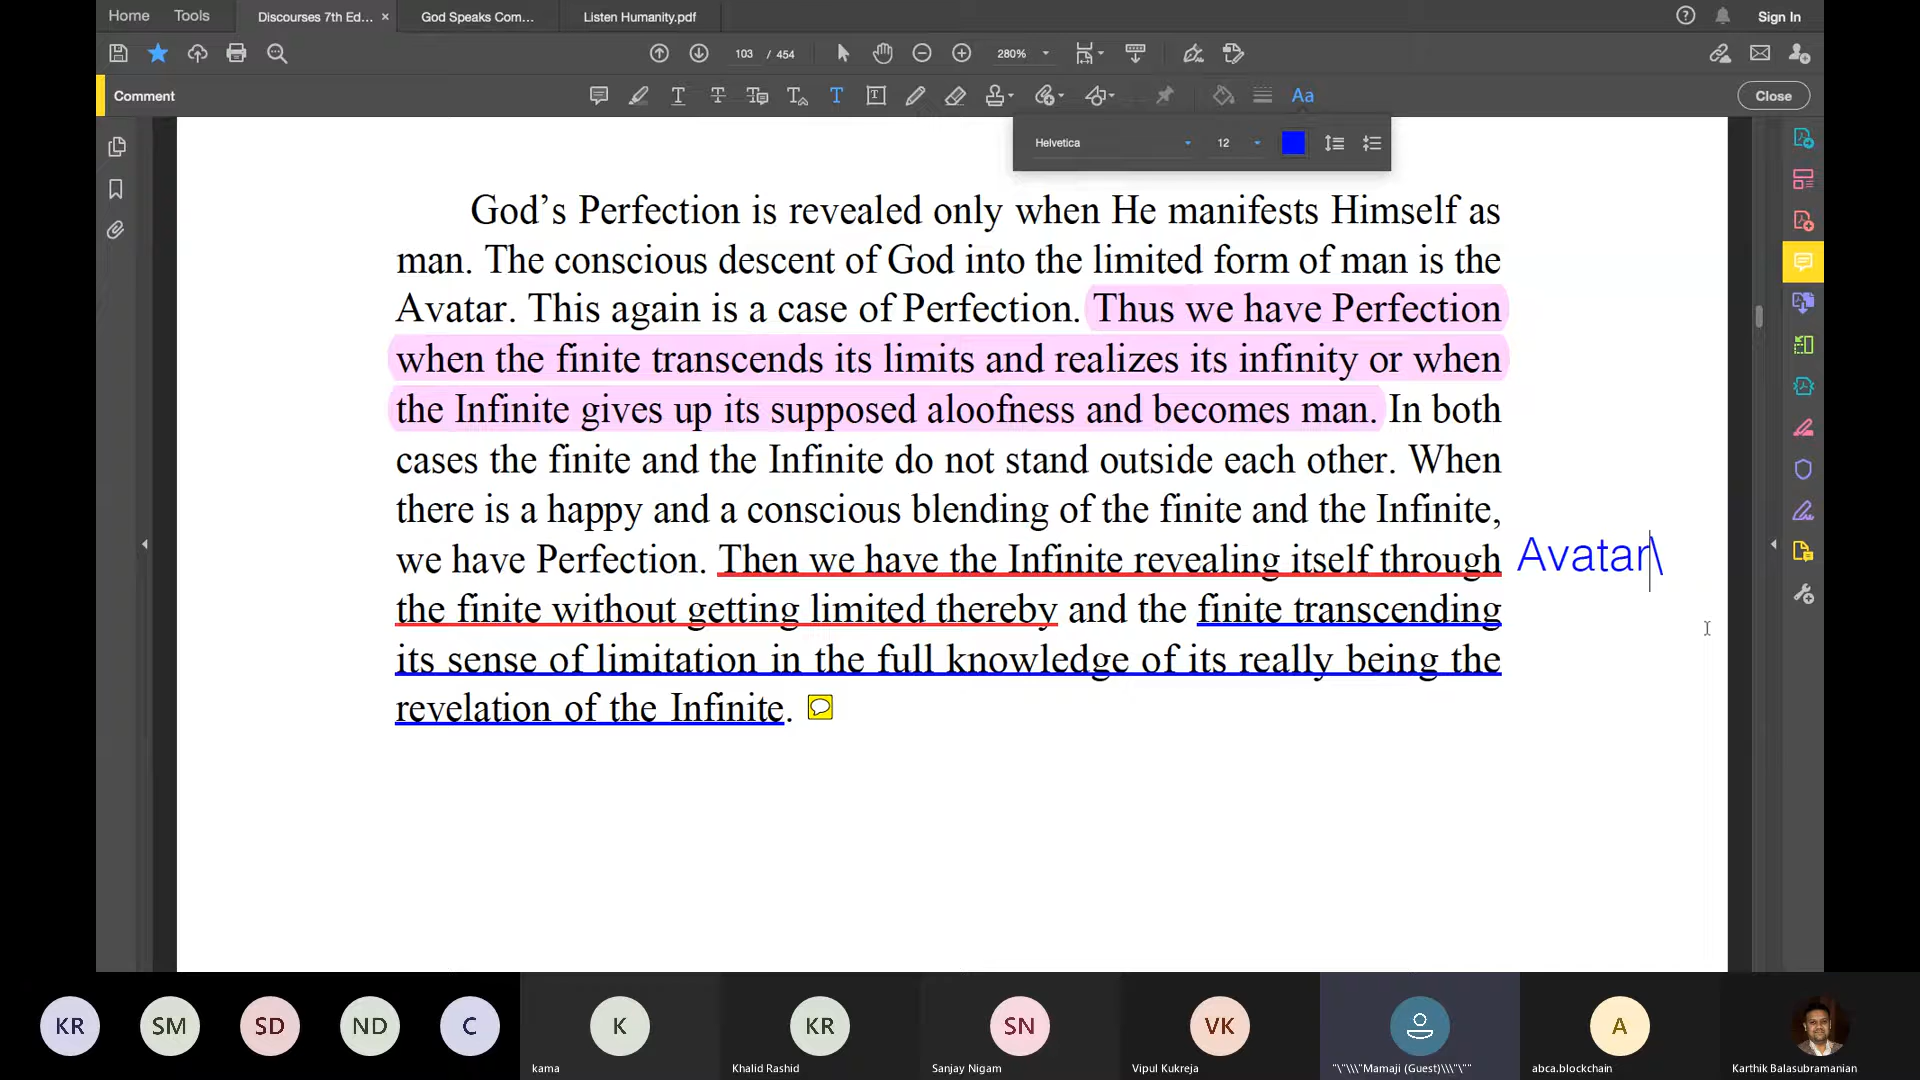 Home Tools Discourses 7th Ed... × God Speaks Com... Listen Humanity.pdf Sign In
103 / 454 280%
Comment Aa Close
Helvetica 12
God’s Perfection is revealed only when He manifests Himself as
man. The conscious descent of God into the limited form of man is the
Avatar. This again is a case of Perfection. Thus we have Perfection
when the finite transcends its limits and realizes its infinity or when
the Infinite gives up its supposed aloofness and becomes man. In both
cases the finite and the Infinite do not stand outside each other. When
there is a happy and a conscious blending of the finite and the Infinite,
we have Perfection. Then we have the Infinite revealing itself through Avatar\
the finite without getting limited thereby and the finite transcending
its sense of limitation in the full knowledge of its really being the
revelation of the Infinite.
KR SM SD ND C K KR SN VK A
kama Khalid Rashid Sanjay Nigam Vipul Kukreja "\"\\\"Mamaji (Guest)\\\"\"" abca.blockchain Karthik Balasubramanian